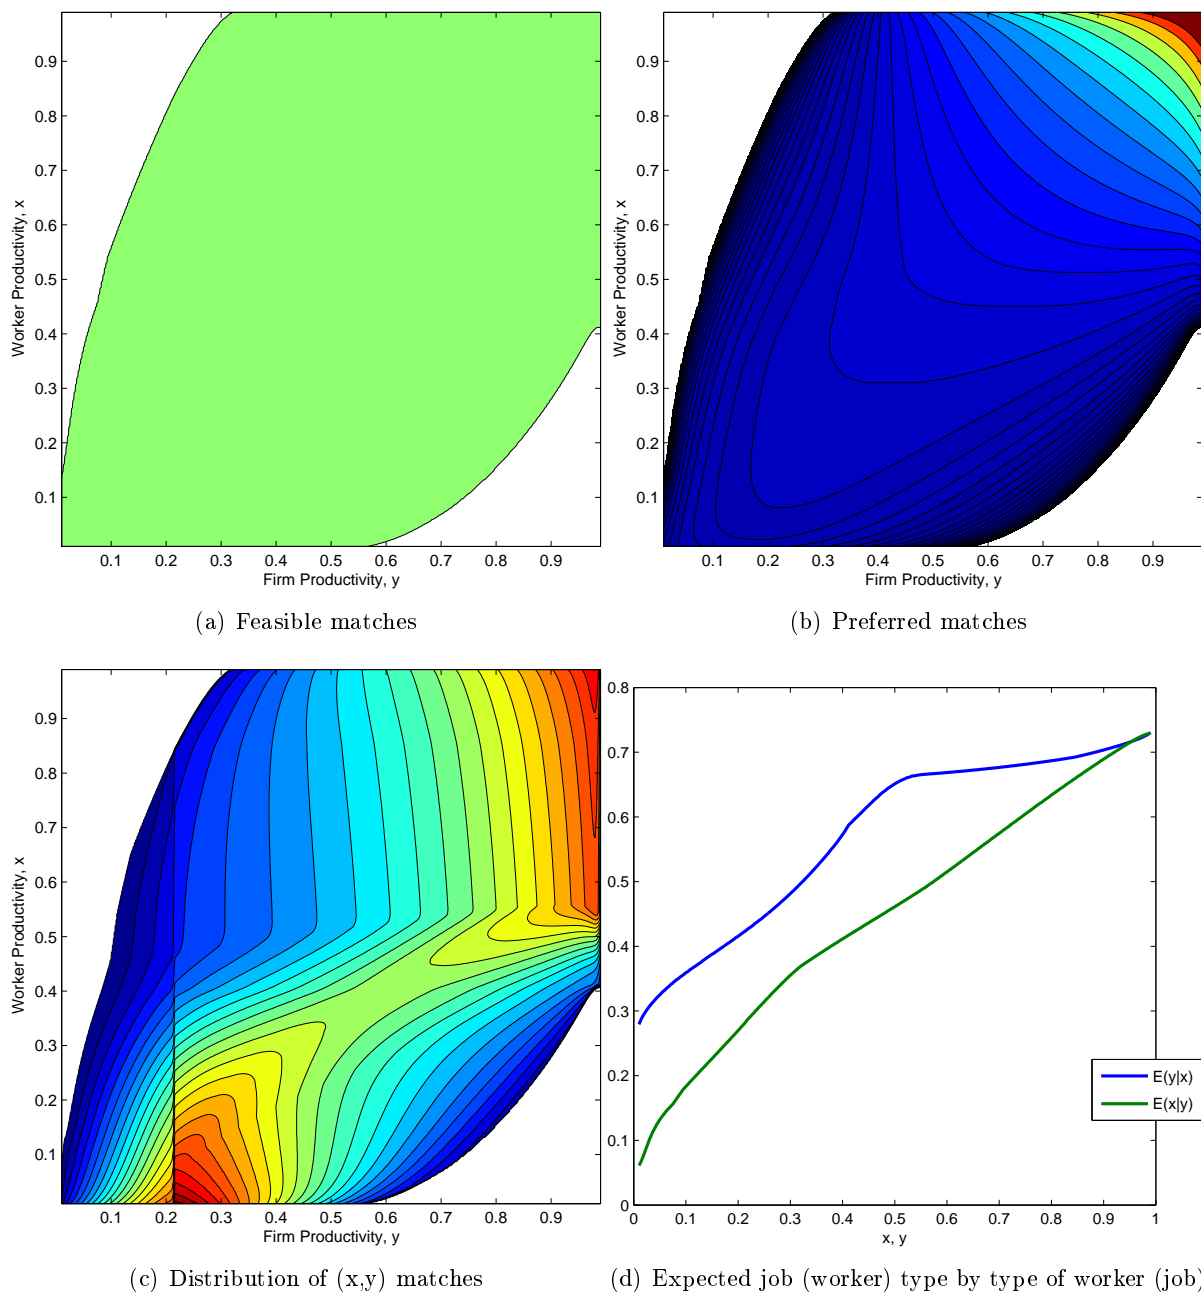 0.9
0.8
0.7
0.6
0.5
0.4
0.3
0.2
0.1
Worker Productivity, x
0.1 0.2 0.3 0.4 0.5 0.6 0.7 0.8 0.9
Firm Productivity, y
(a) Feasible matches
0.9
0.8
0.7
0.6
0.5
0.4
0.3
0.2
0.1
Worker Productivity, x
0.1 0.2 0.3 0.4 0.5 0.6 0.7 0.8 0.9
Firm Productivity, y
(b) Preferred matches
0.9
0.8
0.7
0.6
0.5
0.4
0.3
0.2
0.1
Worker Productivity, x
0.1 0.2 0.3 0.4 0.5 0.6 0.7 0.8 0.9
Firm Productivity, y
(c) Distribution of (x,y) matches
0.8
0.7
0.6
0.5
0.4
0.3
0.2
0.1
0
0 0.1 0.2 0.3 0.4 0.5 0.6 0.7 0.8 0.9 1
x, y
E(y|x)
E(x|y)
(d) Expected job (worker) type by type of worker (job)